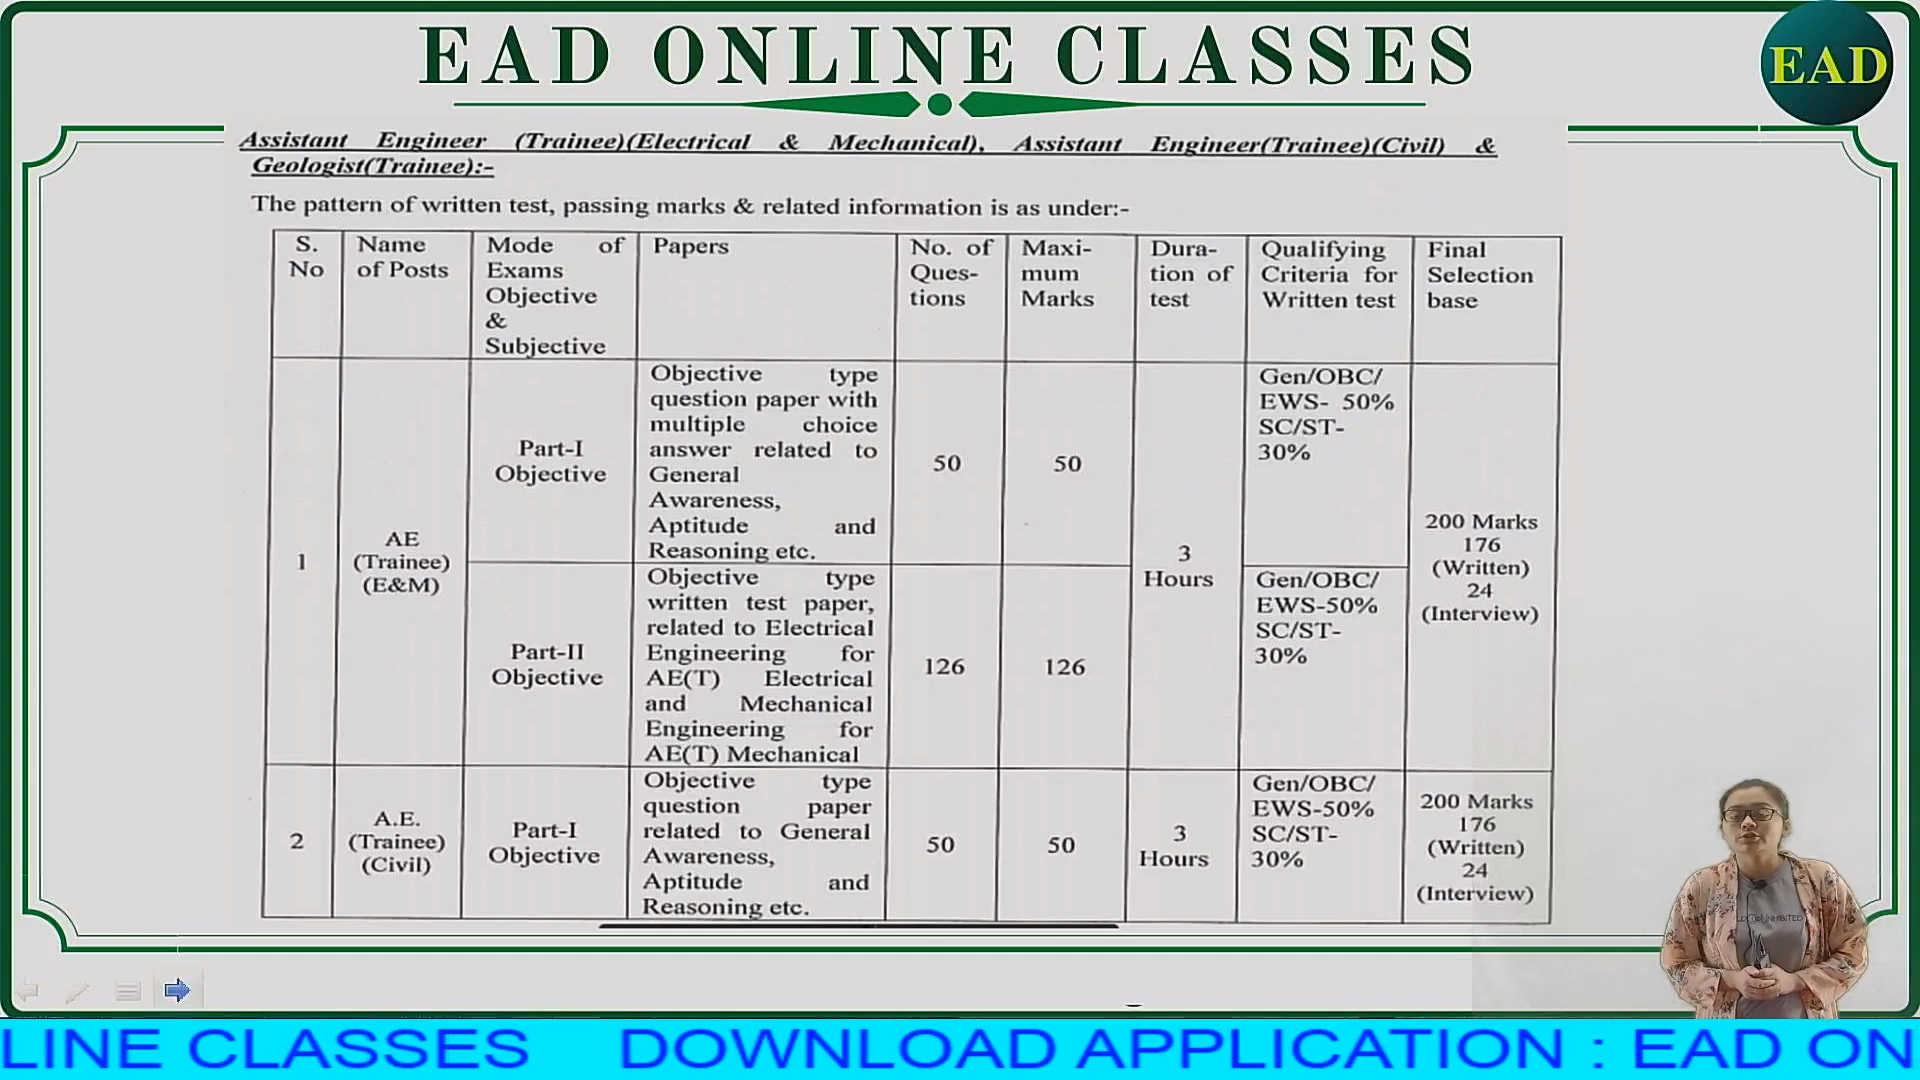 EAD ONLINE CLASSES
EAD
Assistant Engineer (Trainee)(Electrical & Mechanical), Assistant Engineer(Trainee)(Civil) &
Geologist(Trainee):-
The pattern of written test, passing marks & related information is as under:-
S.
No
Name
of Posts
Mode of
Exams
Objective
&
Subjective
Papers
No. of
Ques-
tions
Maxi-
mum
Marks
Dura-
tion of
test
Qualifying
Criteria for
Written test
Final
Selection
base
1
AE
(Trainee)
(E&M)
Part-I
Objective
Objective type
question paper with
multiple choice
answer related to
General
Awareness,
Aptitude and
Reasoning etc.
50
50
3
Hours
Gen/OBC/
EWS- 50%
SC/ST-
30%
200 Marks
176
(Written)
24
(Interview)
Part-II
Objective
Objective type
written test paper,
related to Electrical
Engineering for
AE(T) Electrical
and Mechanical
Engineering for
AE(T) Mechanical
126
126
Gen/OBC/
EWS-50%
SC/ST-
30%
2
A.E.
(Trainee)
(Civil)
Part-I
Objective
Objective type
question paper
related to General
Awareness,
Aptitude and
Reasoning etc.
50
50
3
Hours
Gen/OBC/
EWS-50%
SC/ST-
30%
200 Marks
176
(Written)
24
(Interview)
LINE CLASSES DOWNLOAD APPLICATION : EAD ON